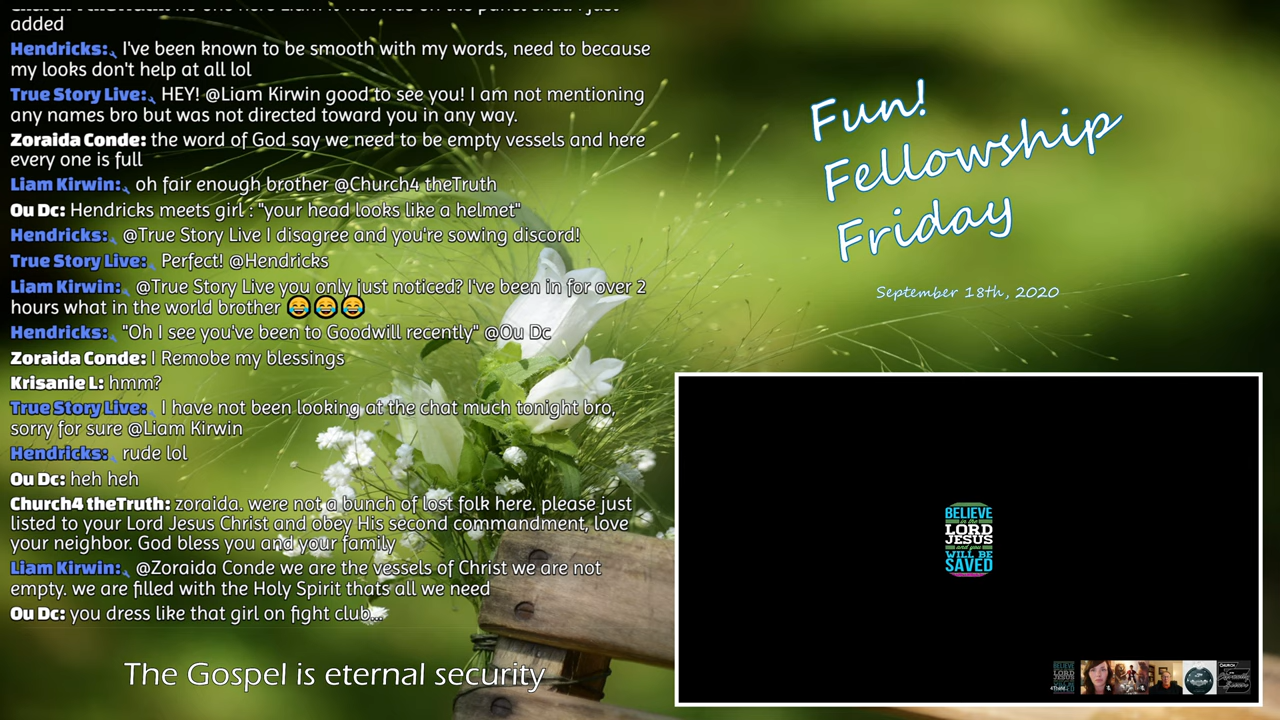 added
Hendricks: I've been known to be smooth with my words, need to because
my looks don't help at all lol
True Story Live: HEY! @Liam Kirwin good to see you! I am not mentioning
any names bro but was not directed toward you in any way.
Zoraida Conde: the word of God say we need to be empty vessels and here
every one is full
Liam Kirwin: oh fair enough brother @Church4 theTruth
Ou Dc: Hendricks meets girl : "your head looks like a helmet"
Hendricks: @True Story Live I disagree and you're sowing discord!
True Story Live: Perfect! @Hendricks
Liam Kirwin: @True Story Live you only just noticed? I've been in for over 2
hours what in the world brother 😂😂😂
Hendricks: "Oh I see you've been to Goodwill recently" @Ou Dc
Zoraida Conde: I Remobe my blessings
Krisanie L: hmm?
True Story Live: I have not been looking at the chat much tonight bro,
sorry for sure @Liam Kirwin
Hendricks: rude lol
Ou Dc: heh heh
Church4 theTruth: zoraida. were not a bunch of lost folk here. please just
listed to your Lord Jesus Christ and obey His second commandment, love
your neighbor. God bless you and your family
Liam Kirwin: @Zoraida Conde we are the vessels of Christ we are not
empty. we are filled with the Holy Spirit thats all we need
Ou Dc: you dress like that girl on fight club...
The Gospel is eternal security
Fun!
Fellowship
Friday
September 18th, 2020
BELIEVE
in the
LORD
JESUS
and you
WILL BE
SAVED